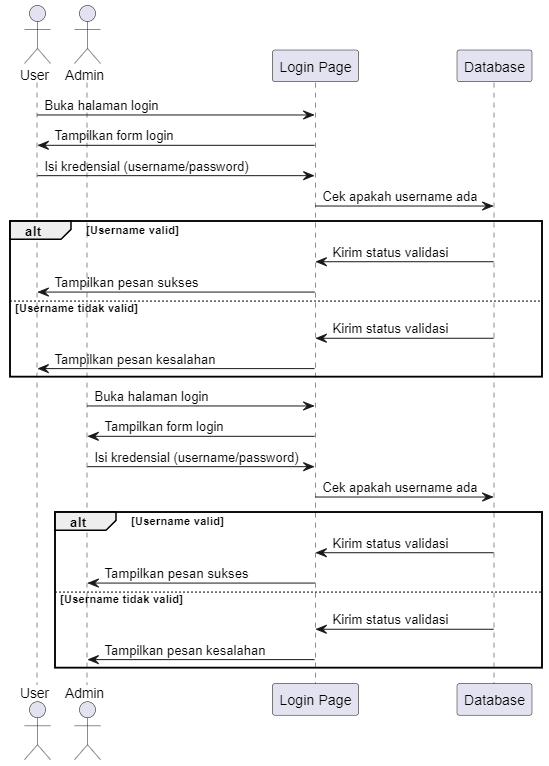 User
Admin
Login Page
Database
Buka halaman login
Tampilkan form login
Isi kredensial (username/password)
Cek apakah username ada
alt
[Username valid]
Kirim status validasi
Tampilkan pesan sukses
[Username tidak valid]
Kirim status validasi
Tampilkan pesan kesalahan
Buka halaman login
Tampilkan form login
Isi kredensial (username/password)
Cek apakah username ada
alt
[Username valid]
Kirim status validasi
Tampilkan pesan sukses
[Username tidak valid]
Kirim status validasi
Tampilkan pesan kesalahan
User
Admin
Login Page
Database